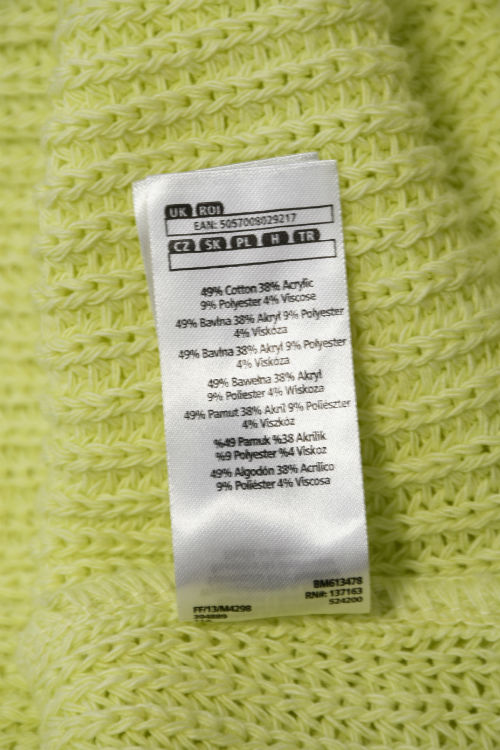 UK ROI
EAN: 5057008029217
CZ SK PL H TR
49% Cotton 38% Acrylic
9% Polyester 4% Viscose
49% Bavlna 38% Akryl 9% Polyester
4% Viskóza
49% Bavlna 38% Akryl 9% Polyester
4% Viskóza
49% Bawełna 38% Akryl
9% Poliester 4% Wiskoza
49% Pamut 38% Akril 9% Poliészter
4% Viszkóz
%49 Pamuk %38 Akrilik
%9 Polyester %4 Viskoz
49% Algodón 38% Acrílico
9% Poliéster 4% Viscosa
BM613478
RN#: 137163
524200
FF/13/M4298